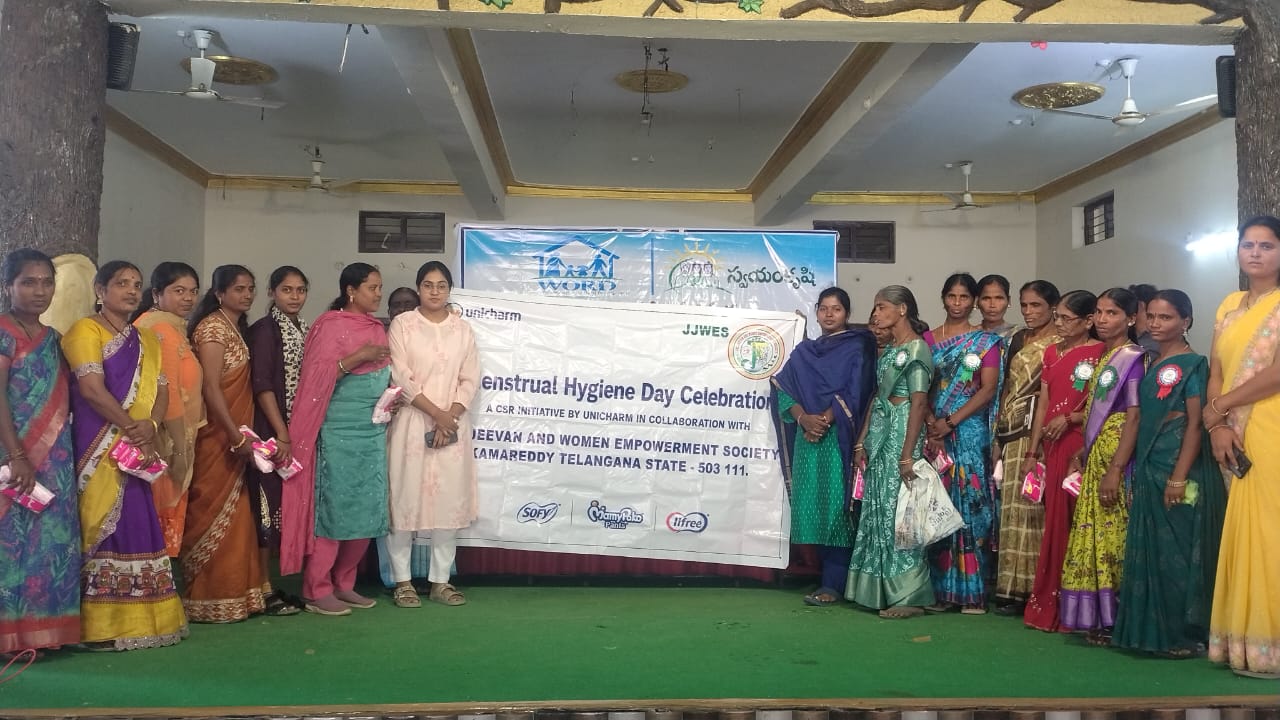 WORD
స్వయంకృషి
unicharm
JJWES
Menstrual Hygiene Day Celebration
A CSR INITIATIVE BY UNICHARM IN COLLABORATION WITH
JEEVAN AND WOMEN EMPOWERMENT SOCIETY
KAMAREDDY TELANGANA STATE - 503 111.
SOFY
MamyPoko
Pants
lifree